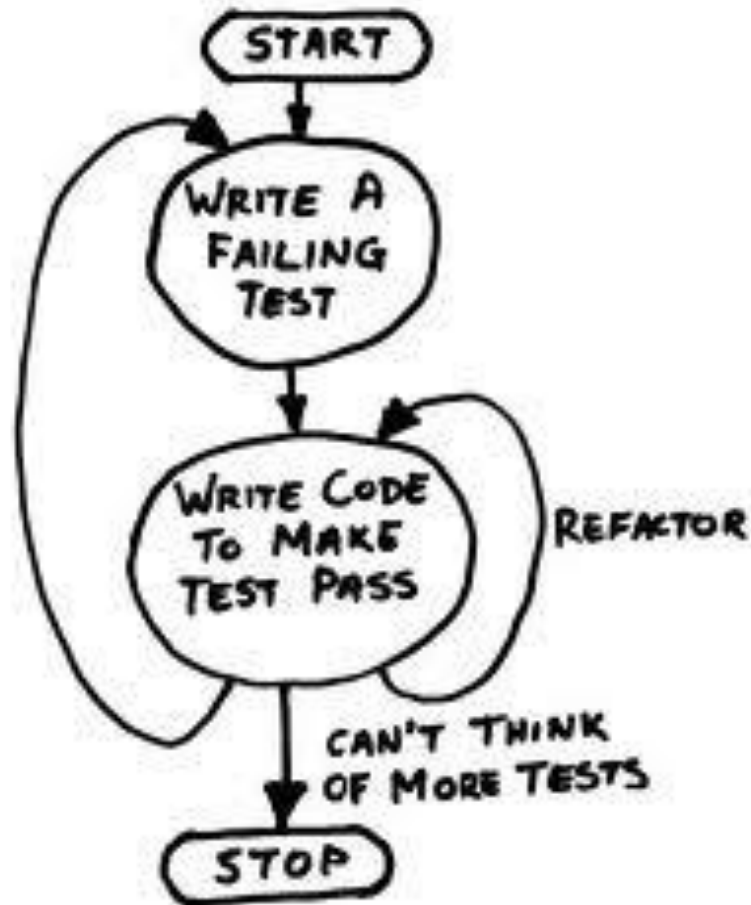 START
WRITE A
FAILING
TEST
WRITE CODE
TO MAKE
TEST PASS
REFACTOR
CAN'T THINK
OF MORE TESTS
STOP